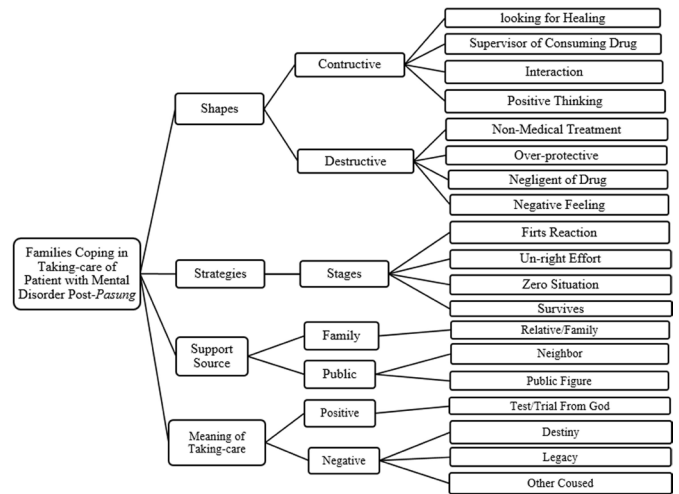 looking for Healing
Supervisor of Consuming Drug
Contructive
Interaction
Positive Thinking
Shapes
Non-Medical Treatment
Destructive
Over-protective
Negligent of Drug
Negative Feeling
Firts Reaction
Families Coping in
Taking-care of
Patient with Mental
Disorder Post-Pasung
Strategies
Stages
Un-right Effort
Zero Situation
Survives
Support
Source
Family
Relative/Family
Public
Neighbor
Public Figure
Meaning of
Taking-care
Positive
Test/Trial From God
Negative
Destiny
Legacy
Other Coused